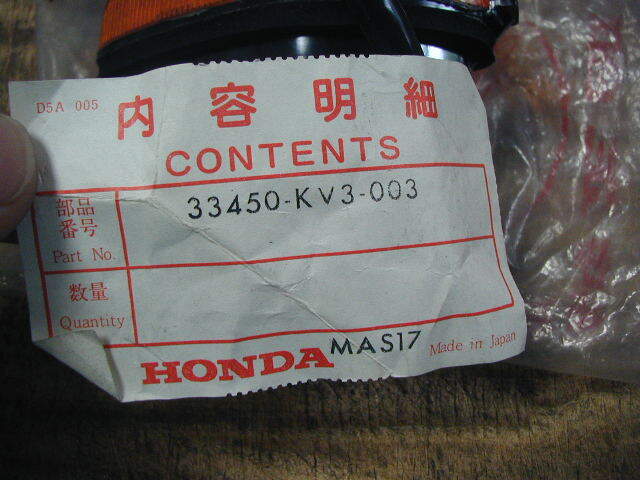 D5A 005
内容明細
CONTENTS
部品
番号
Part No.
33450-KV3-003
数量
Quantity
HONDA MAS17 Made in Japan